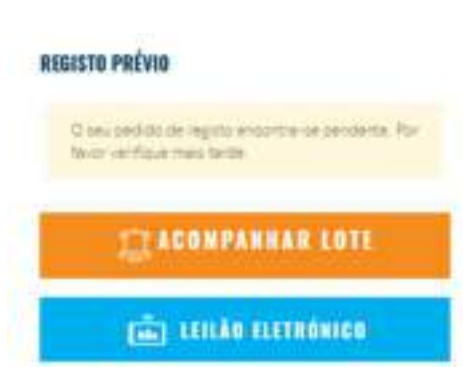 REGISTO PRÉVIO
O seu pedido de registo encontra-se pendente. Por
favor verifique mais tarde.
ACOMPANHAR LOTE
LEILÃO ELETRÓNICO